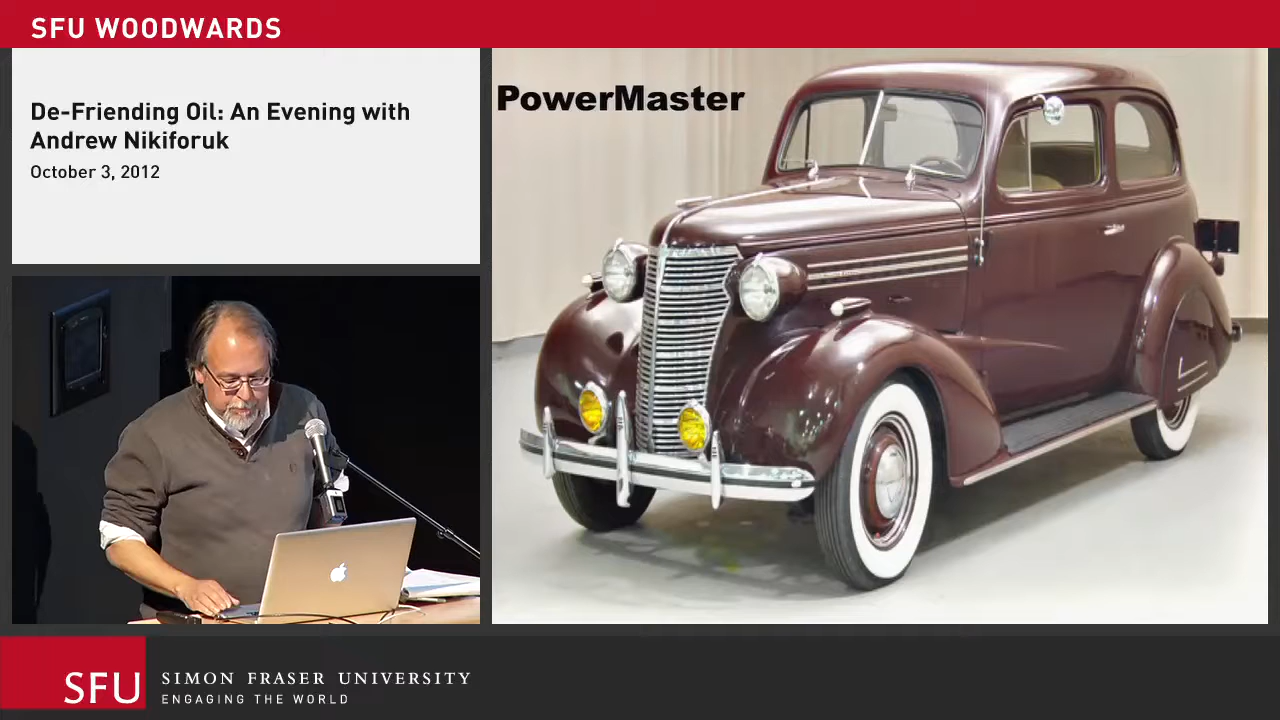 SFU WOODWARDS
De-Friending Oil: An Evening with
Andrew Nikiforuk
October 3, 2012
PowerMaster
SFU
SIMON FRASER UNIVERSITY
ENGAGING THE WORLD